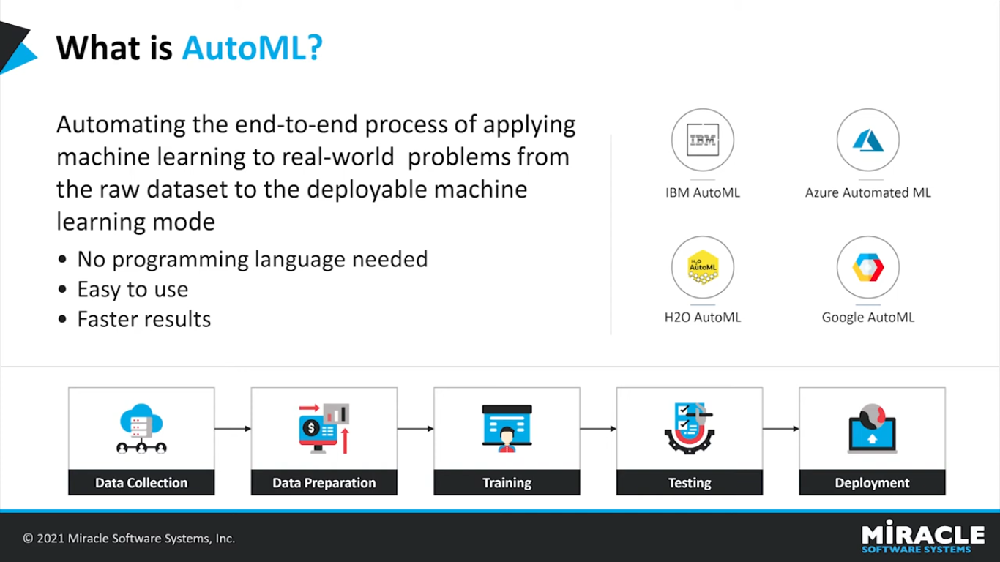 What is AutoML?
Automating the end-to-end process of applying
machine learning to real-world problems from
the raw dataset to the deployable machine
learning mode
• No programming language needed
• Easy to use
• Faster results
IBM
IBM AutoML
Azure Automated ML
H2O
AutoML
H2O AutoML
Google AutoML
$
Data Collection
Data Preparation
Training
Testing
Deployment
© 2021 Miracle Software Systems, Inc.
MiRACLE
SOFTWARE SYSTEMS